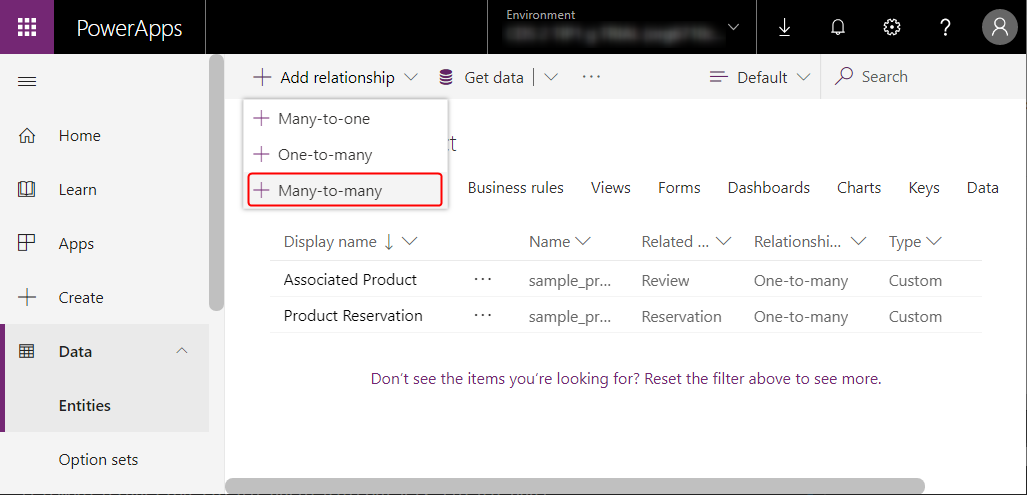 PowerApps
Environment
Add relationship
Get data
...
Default
Search
Many-to-one
One-to-many
Many-to-many
Home
Learn
Apps
Create
Data
Entities
Option sets
Business rules Views Forms Dashboards Charts Keys Data
Display name Name Related ... Relationshi... Type
Associated Product ... sample_pr... Review One-to-many Custom
Product Reservation ... sample_pr... Reservation One-to-many Custom
Don't see the items you're looking for? Reset the filter above to see more.